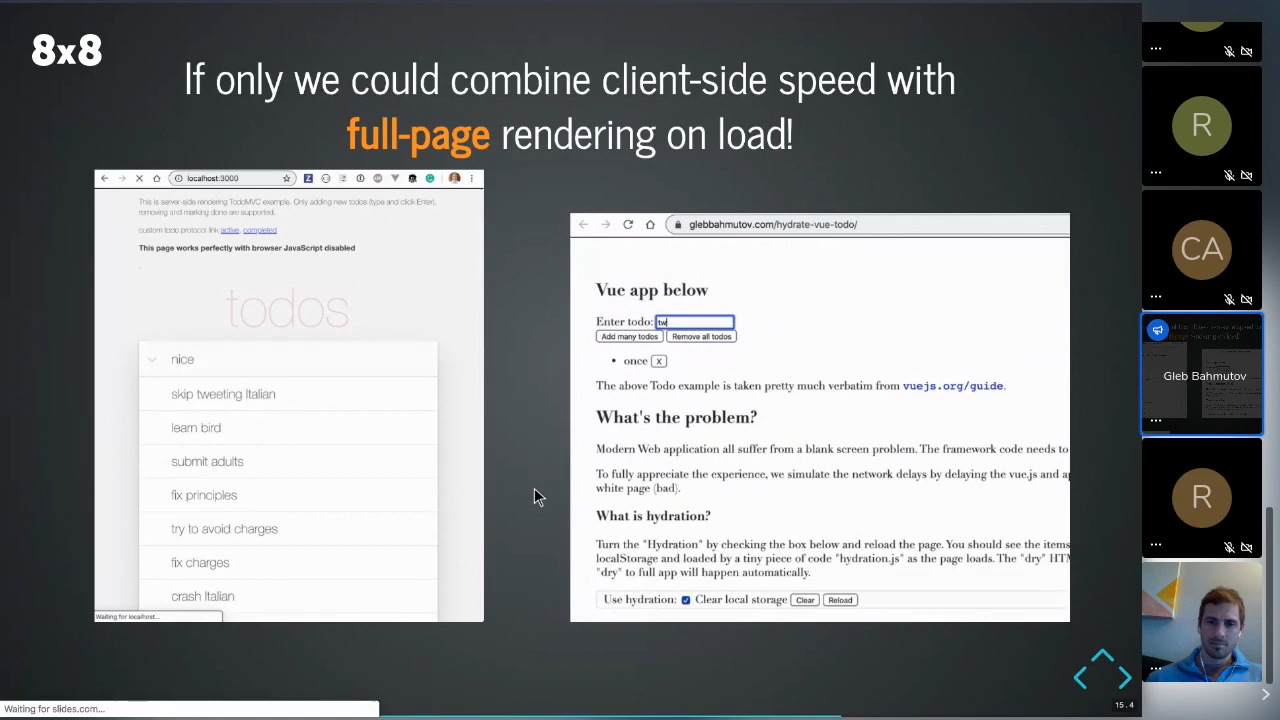 8x8
If only we could combine client-side speed with
full-page rendering on load!
localhost:3000
This is server-side rendering TodoMVC example. Only adding new todos (type and click Enter),
removing and marking done are supported.
custom todo protocol link active, completed
This page works perfectly with browser JavaScript disabled
.
todos
nice
skip tweeting Italian
learn bird
submit adults
fix principles
try to avoid charges
fix charges
crash Italian
Waiting for localhost...
glebbahmutov.com/hydrate-vue-todo/
Vue app below
Enter todo: tw
Add many todos Remove all todos
• once X
The above Todo example is taken pretty much verbatim from vuejs.org/guide.
What's the problem?
Modern Web application all suffer from a blank screen problem. The framework code needs to
To fully appreciate the experience, we simulate the network delays by delaying the vue.js and ap
white page (bad).
What is hydration?
Turn the "Hydration" by checking the box below and reload the page. You should see the items
localStorage and loaded by a tiny piece of code "hydration.js" as the page loads. The "dry" HTM
"dry" to full app will happen automatically.
Use hydration: Clear local storage Clear Reload
15.4
Waiting for slides.com...
R
CA
Gleb Bahmutov
R